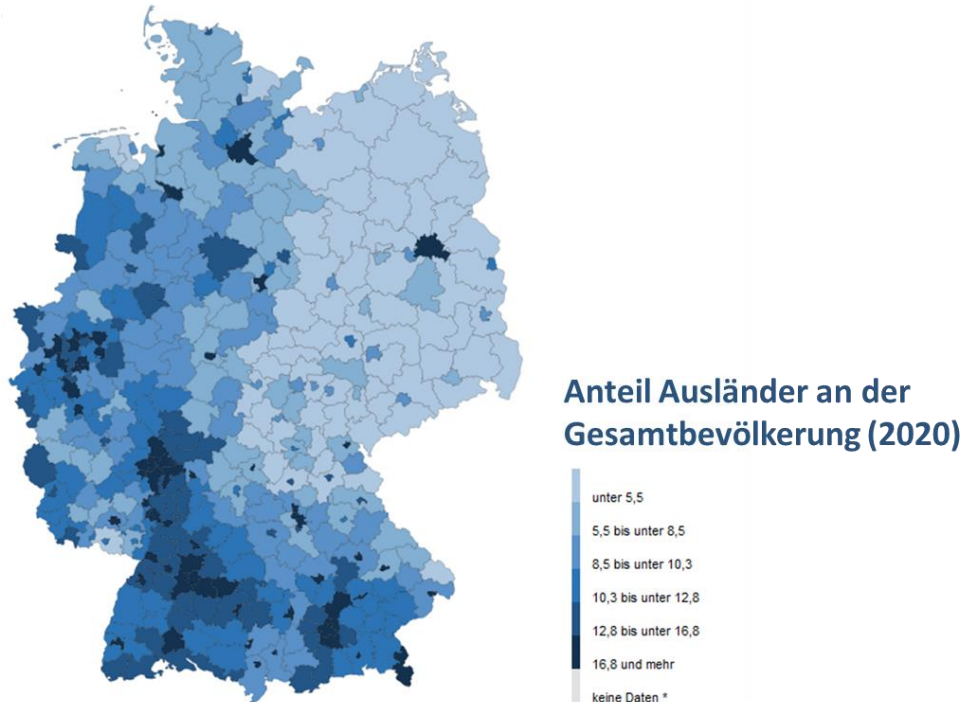 Anteil Ausländer an der
Gesamtbevölkerung (2020)
unter 5,5
5,5 bis unter 8,5
8,5 bis unter 10,3
10,3 bis unter 12,8
12,8 bis unter 16,8
16,8 und mehr
keine Daten *